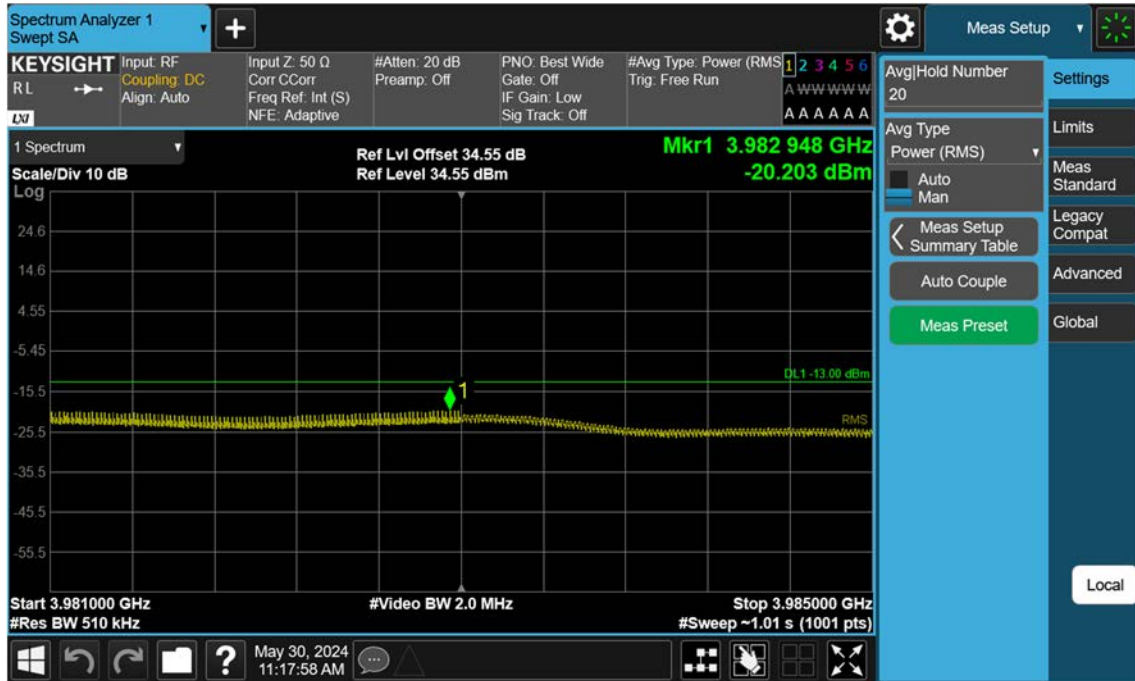 Spectrum Analyzer 1
Swept SA
Meas Setup
KEYSIGHT
R L
LXI
Input: RF
Coupling: DC
Align: Auto
Input Z: 50 Ω
Corr CCorr
Freq Ref: Int (S)
NFE: Adaptive
#Atten: 20 dB
Preamp: Off
PNO: Best Wide
Gate: Off
IF Gain: Low
Sig Track: Off
#Avg Type: Power (RMS
Trig: Free Run
1 2 3 4 5 6
A W W W W W
A A A A A A
1 Spectrum
Scale/Div 10 dB
Log
Ref Lvl Offset 34.55 dB
Ref Level 34.55 dBm
Mkr1 3.982 948 GHz
-20.203 dBm
24.6
14.6
4.55
-5.45
-15.5
-25.5
-35.5
-45.5
-55.5
DL1 -13.00 dBm
1
RMS
Start 3.981000 GHz
#Res BW 510 kHz
#Video BW 2.0 MHz
Stop 3.985000 GHz
#Sweep ~1.01 s (1001 pts)
Avg|Hold Number
20
Avg Type
Power (RMS)
Auto
Man
Meas Setup
Summary Table
Auto Couple
Meas Preset
Settings
Limits
Meas
Standard
Legacy
Compat
Advanced
Global
Local
?
May 30, 2024
11:17:58 AM